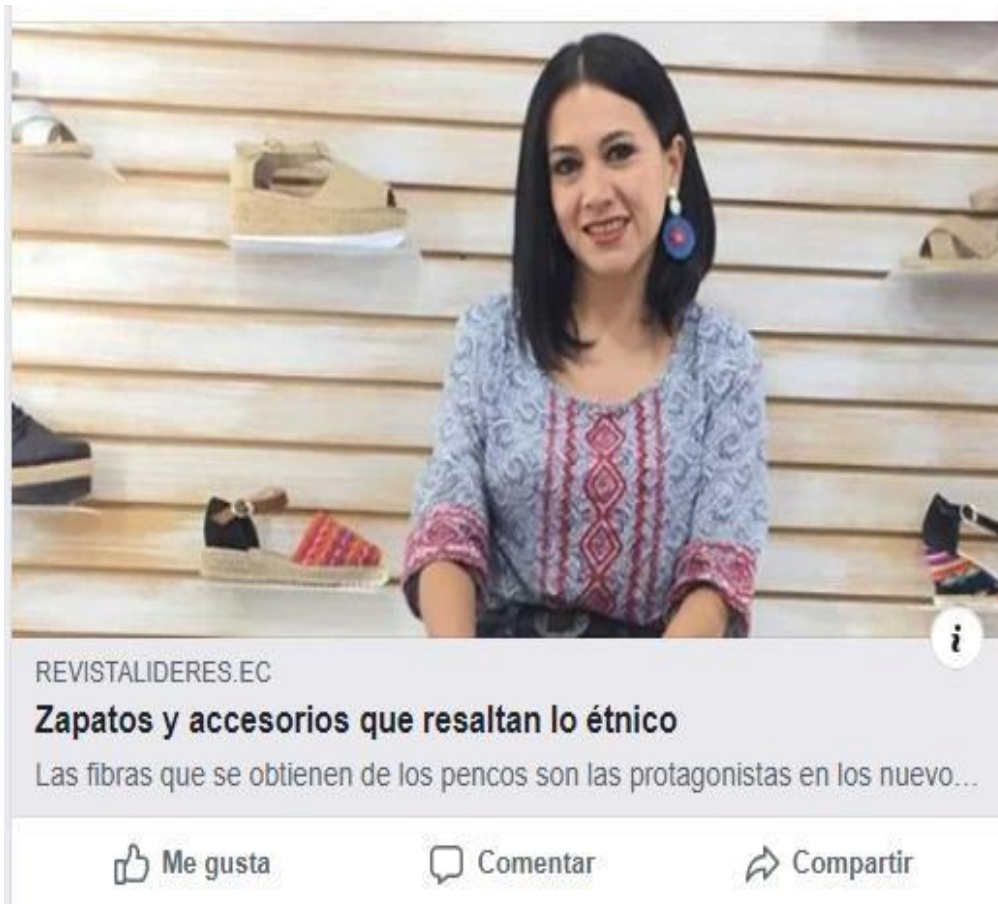 REVISTALIDERES.EC
Zapatos y accesorios que resaltan lo étnico
Las fibras que se obtienen de los pencos son las protagonistas en los nuevo...
Me gusta Comentar Compartir